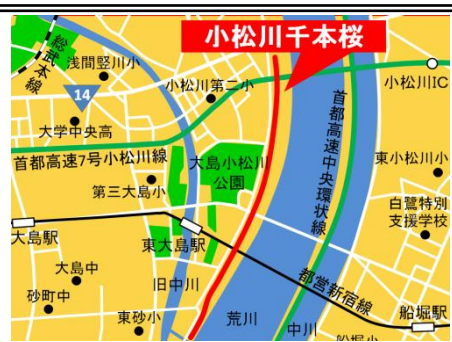 小松川千本桜
総武本線
浅間竪川小
小松川第二小
小松川IC
14
大学中央高
首都高速7号小松川線
首都高速中央環状線
大島小松川
公園
東小松川小
第三大島小
白鷺特別
支援学校
大島駅
東大島駅
大島中
旧中川
都営新宿線
砂町中
船堀駅
東砂小
荒川
中川
船堀小